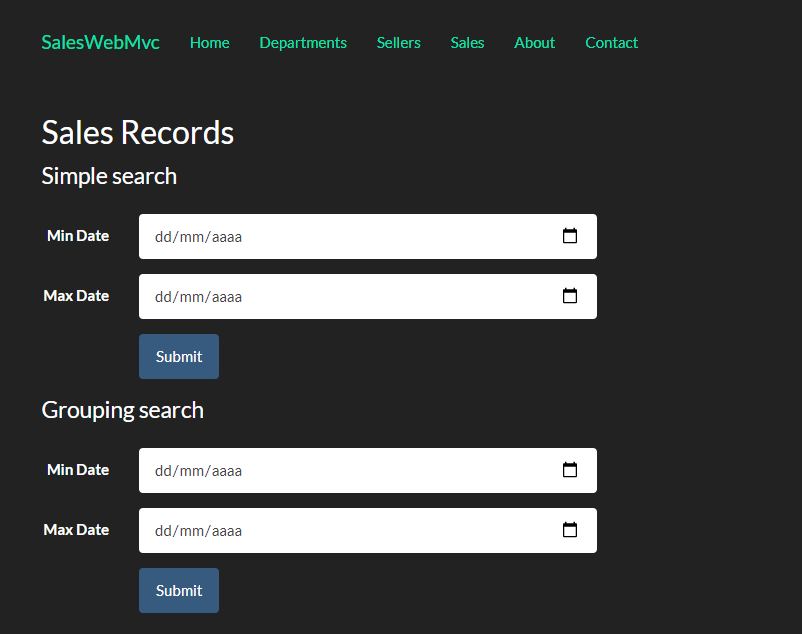 SalesWebMvc Home Departments Sellers Sales About Contact
Sales Records
Simple search
Min Date dd/mm/aaaa
Max Date dd/mm/aaaa
Submit
Grouping search
Min Date dd/mm/aaaa
Max Date dd/mm/aaaa
Submit